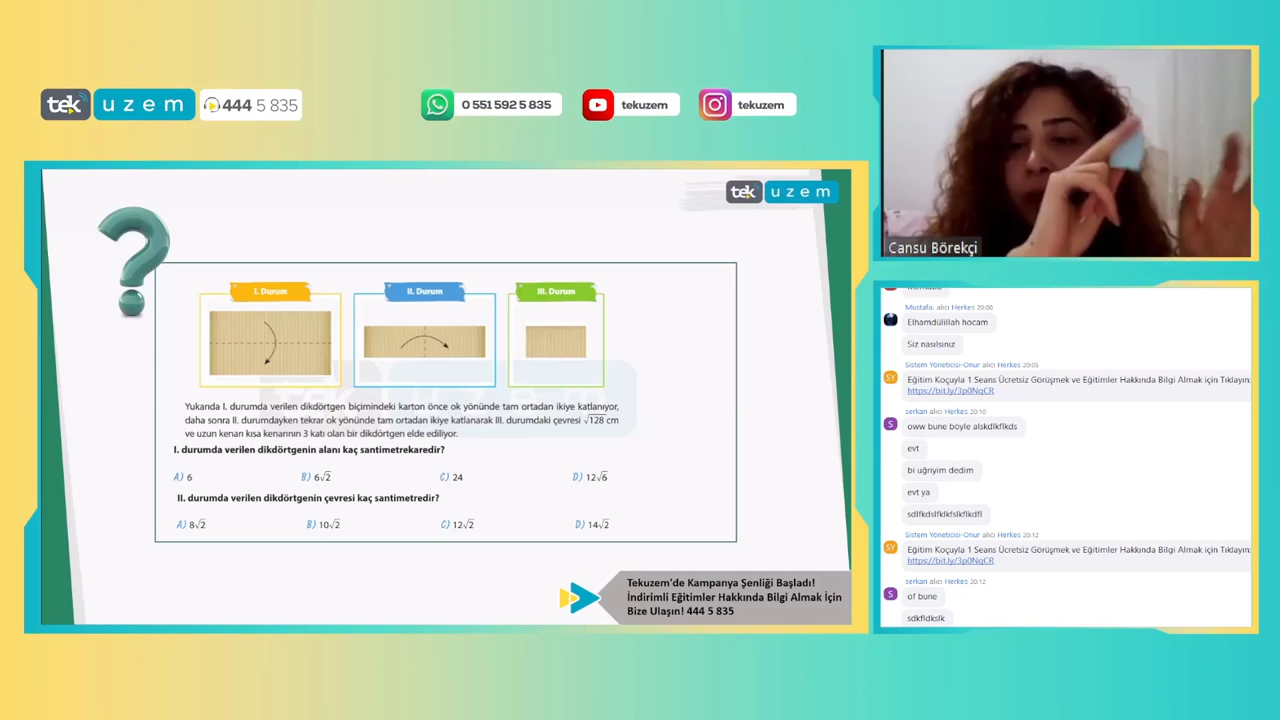 tek uzem 444 5 835
0 551 592 5 835
tekuzem
tekuzem
tek uzem
I. Durum
II. Durum
III. Durum
Yukarıda I. durumda verilen dikdörtgen biçimindeki karton önce ok yönünde tam ortadan ikiye katlanıyor,
daha sonra II. durumdayken tekrar ok yönünde tam ortadan ikiye katlanarak III. durumdaki çevresi √128 cm
ve uzun kenarı kısa kenarının 3 katı olan bir dikdörtgen elde ediliyor.
I. durumda verilen dikdörtgenin alanı kaç santimetrekaredir?
A) 6 B) 6√2 C) 24 D) 12√6
II. durumda verilen dikdörtgenin çevresi kaç santimetredir?
A) 8√2 B) 10√2 C) 12√2 D) 14√2
Tekuzem'de Kampanya Şenliği Başladı!
İndirimli Eğitimler Hakkında Bilgi Almak İçin
Bize Ulaşın! 444 5 835
Cansu Börekçi
Mustafa. alıcı Herkes 20:00
Elhamdülillah hocam
Siz nasılsınız
Sistem Yöneticisi-Onur alıcı Herkes 20:05
SY
Eğitim Koçuyla 1 Seans Ücretsiz Görüşmek ve Eğitimler Hakkında Bilgi Almak için Tıklayın:
https://bit.ly/3p0NqCR
serkan alıcı Herkes 20:10
S
oww bune boyle alskdlkflkds
evt
bi uğriyim dedim
evt ya
sdlfkdslfklkfslkflkdfl
Sistem Yöneticisi-Onur alıcı Herkes 20:12
SY
Eğitim Koçuyla 1 Seans Ücretsiz Görüşmek ve Eğitimler Hakkında Bilgi Almak için Tıklayın:
https://bit.ly/3p0NqCR
serkan alıcı Herkes 20:12
S
of bune
sdkfldkslk